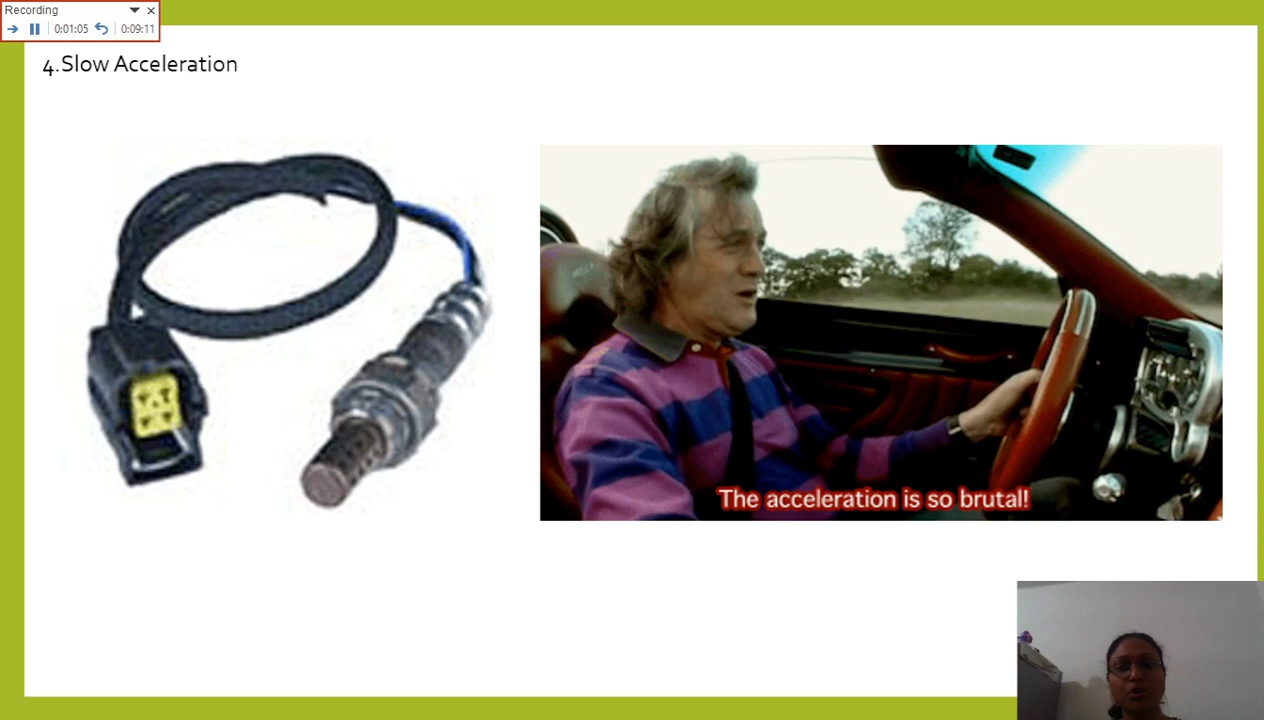 Recording
0:01:05 0:09:11
4.Slow Acceleration
The acceleration is so brutal!